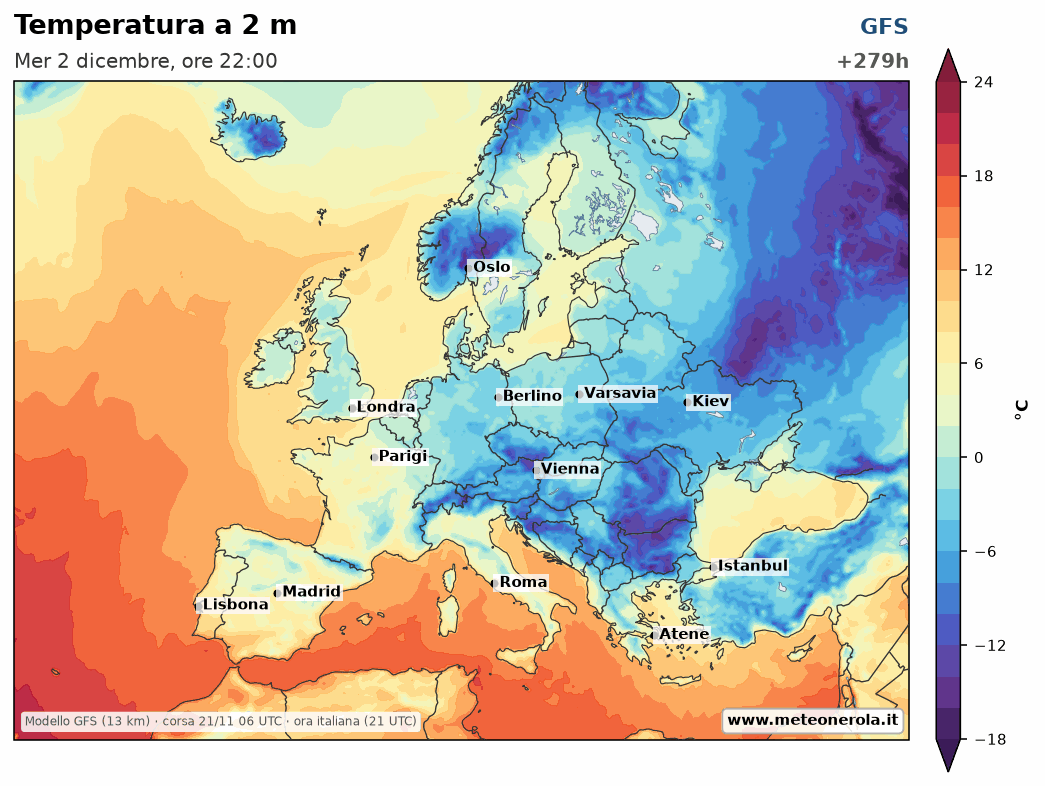 Temperatura a 2 m
GFS
Mer 2 dicembre, ore 22:00
+279h
24
18
12
6
0
−6
−12
−18
°C
Oslo
Berlino
Varsavia
Kiev
Londra
Parigi
Vienna
Istanbul
Roma
Madrid
Lisbona
Atene
Modello GFS (13 km) · corsa 21/11 06 UTC · ora italiana (21 UTC)
www.meteonerola.it